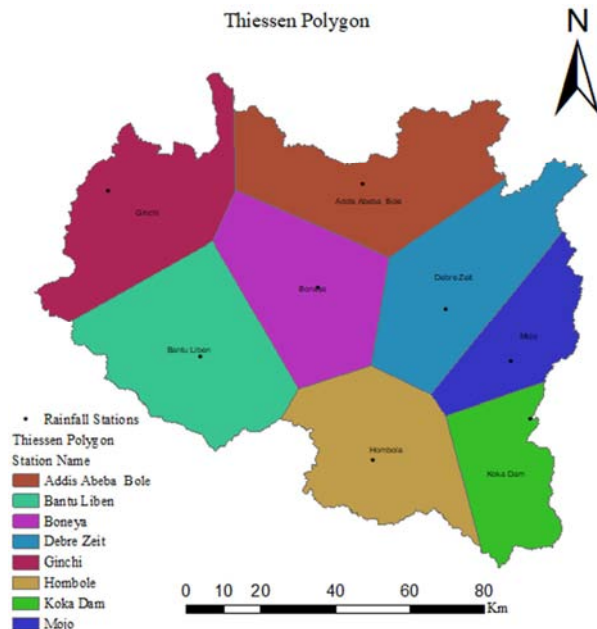 Thiessen Polygon
N
Addis Ababa Bole
Ginchi
Debre Zeit
Boneya
Mojo
Bantu Liben
Hombola
Koka Dam
Rainfall Stations
Thiessen Polygon
Station Name
Addis Abeba Bole
Bantu Liben
Boneya
Debre Zeit
Ginchi
Hombole
Koka Dam
Mojo
0 10 20 40 60 80
Km